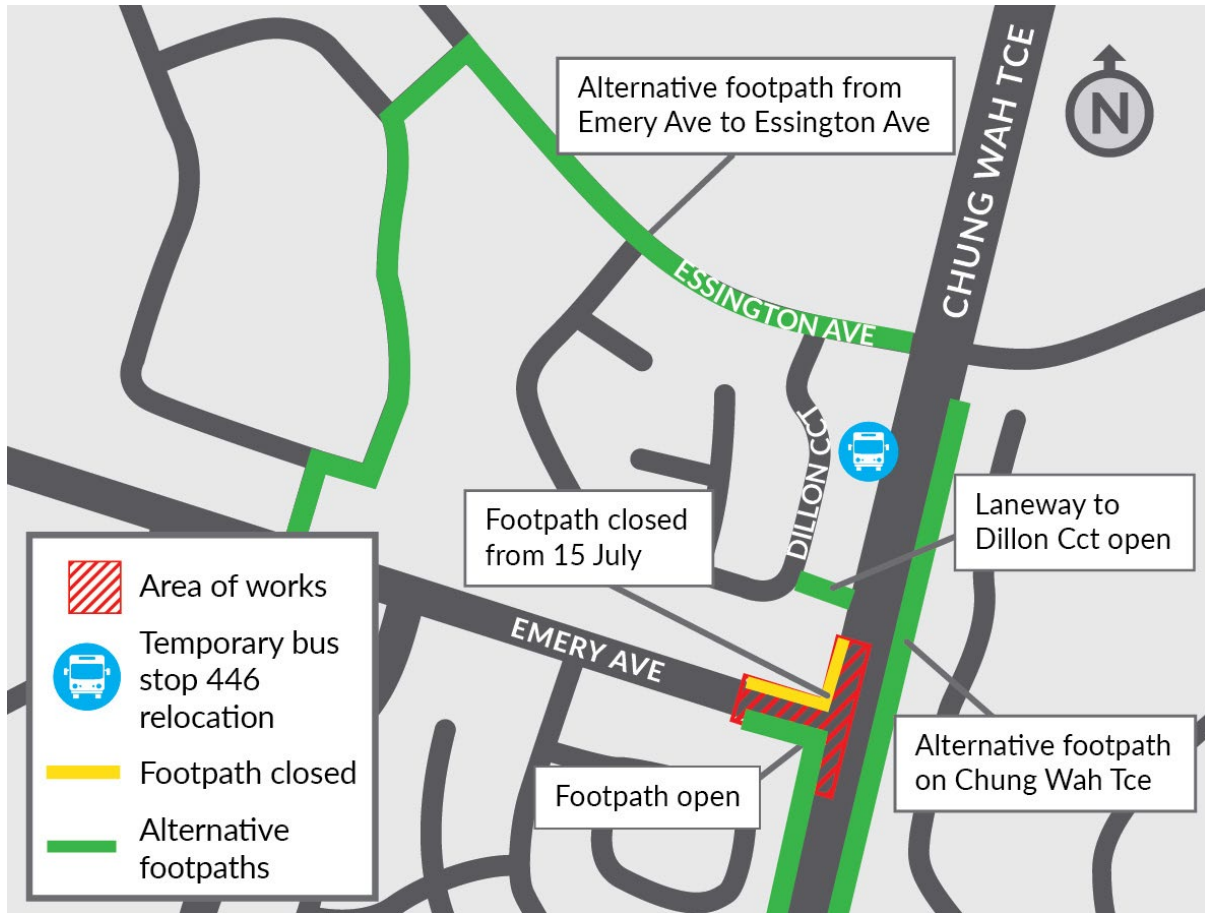 Alternative footpath from
Emery Ave to Essington Ave
CHUNG WAH TCE
N
ESSINGTON AVE
DILLON CCT
Footpath closed
from 15 July
Laneway to
Dillon Cct open
EMERY AVE
Footpath open
Alternative footpath
on Chung Wah Tce
Area of works
Temporary bus
stop 446
relocation
Footpath closed
Alternative
footpaths